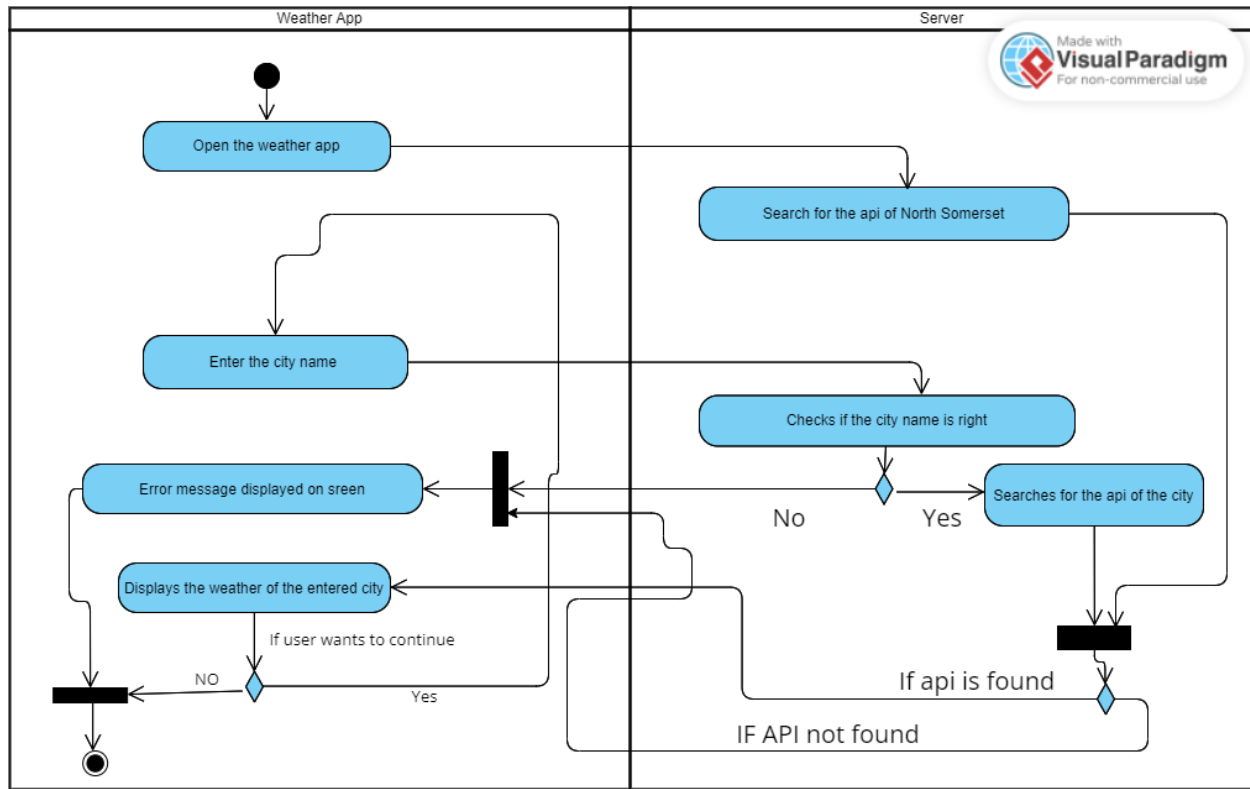 Weather App
Server
Made with
Visual Paradigm
For non-commercial use
Open the weather app
Search for the api of North Somerset
Enter the city name
Checks if the city name is right
Error message displayed on sreen
Searches for the api of the city
No
Yes
Displays the weather of the entered city
If user wants to continue
NO
Yes
If api is found
IF API not found